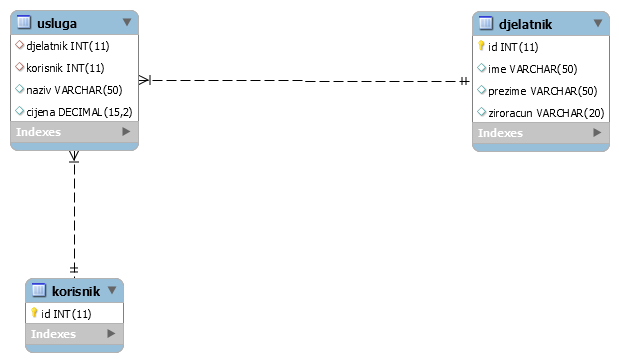 usluga
djelatnik INT(11)
korisnik INT(11)
naziv VARCHAR(50)
cijena DECIMAL(15,2)
Indexes
djelatnik
id INT(11)
ime VARCHAR(50)
prezime VARCHAR(50)
ziroracun VARCHAR(20)
Indexes
korisnik
id INT(11)
Indexes